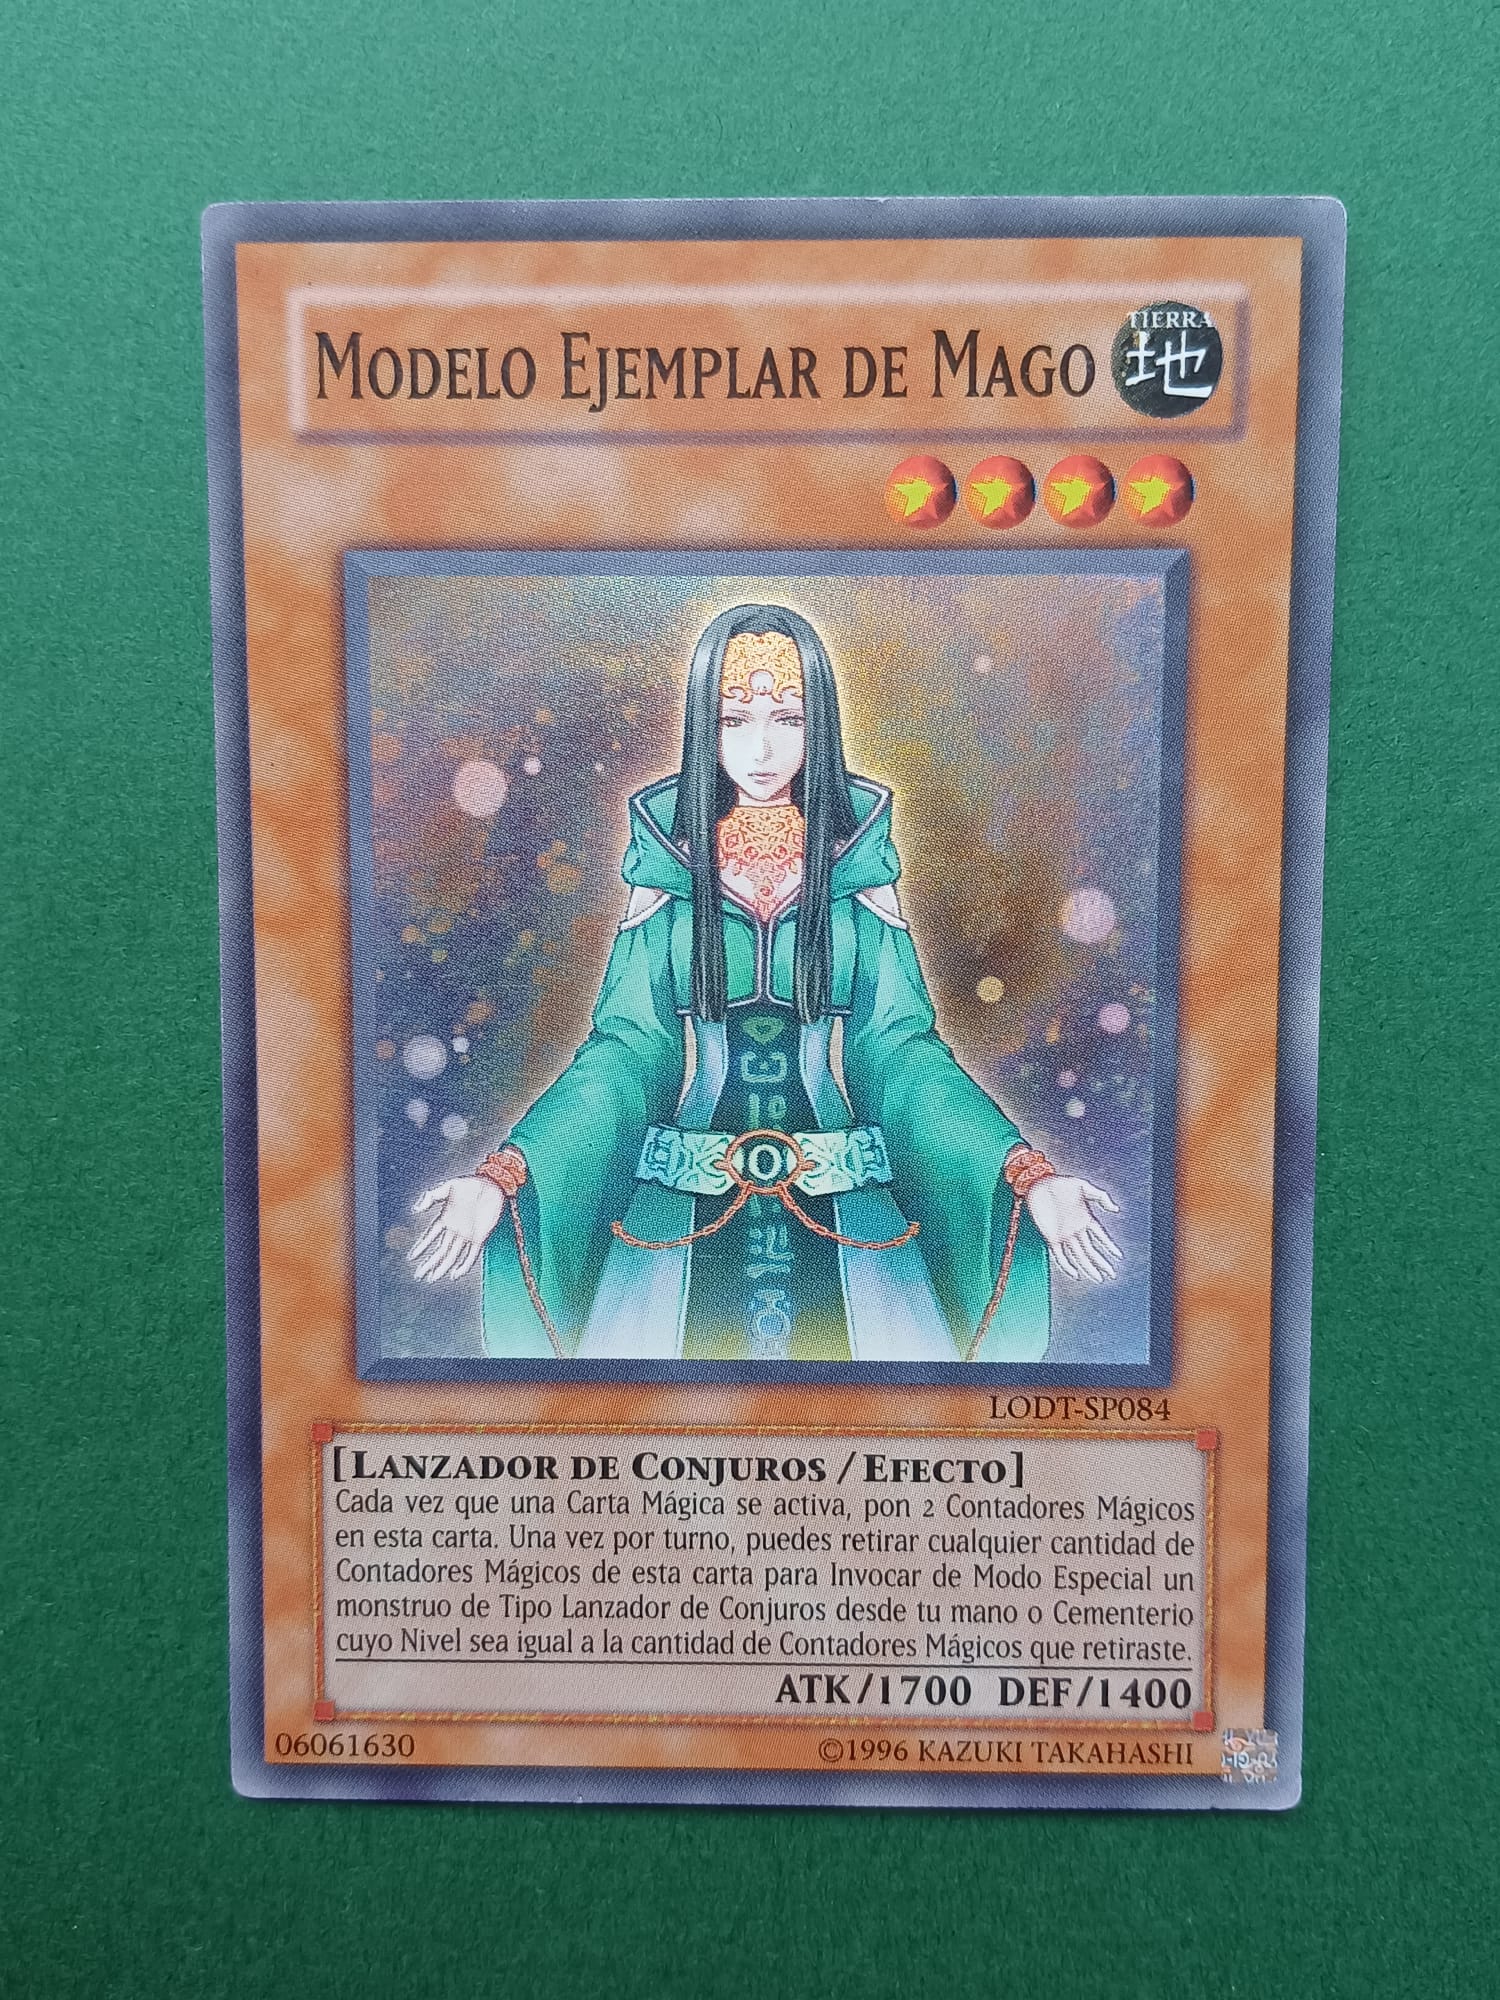 MODELO EJEMPLAR DE MAGO
TIERRA
地
LODT-SP084
[LANZADOR DE CONJUROS / EFECTO]
Cada vez que una Carta Mágica se activa, pon 2 Contadores Mágicos
en esta carta. Una vez por turno, puedes retirar cualquier cantidad de
Contadores Mágicos de esta carta para Invocar de Modo Especial un
monstruo de Tipo Lanzador de Conjuros desde tu mano o Cementerio
cuyo Nivel sea igual a la cantidad de Contadores Mágicos que retiraste.
ATK/1700 DEF/1400
06061630
©1996 KAZUKI TAKAHASHI